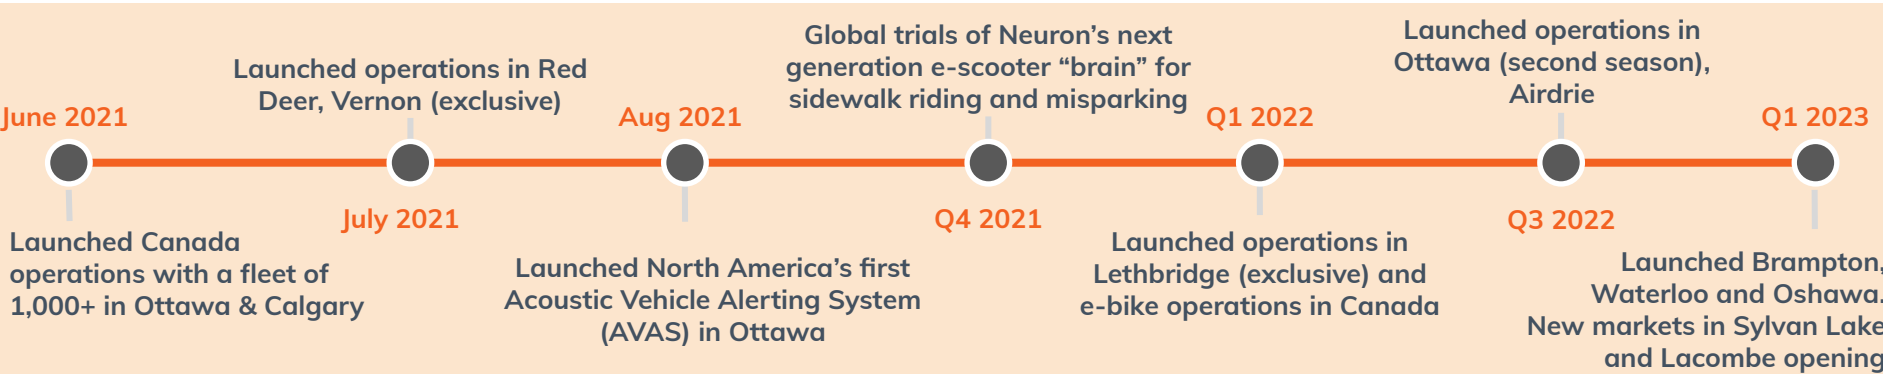 June 2021
Launched Canada
operations with a fleet of
1,000+ in Ottawa & Calgary
Launched operations in Red
Deer, Vernon (exclusive)
July 2021
Aug 2021
Launched North America's first
Acoustic Vehicle Alerting System
(AVAS) in Ottawa
Global trials of Neuron's next
generation e-scooter “brain” for
sidewalk riding and misparking
Q4 2021
Q1 2022
Launched operations in
Lethbridge (exclusive) and
e-bike operations in Canada
Launched operations in
Ottawa (second season),
Airdrie
Q3 2022
Q1 2023
Launched Brampton,
Waterloo and Oshawa.
New markets in Sylvan Lake
and Lacombe opening